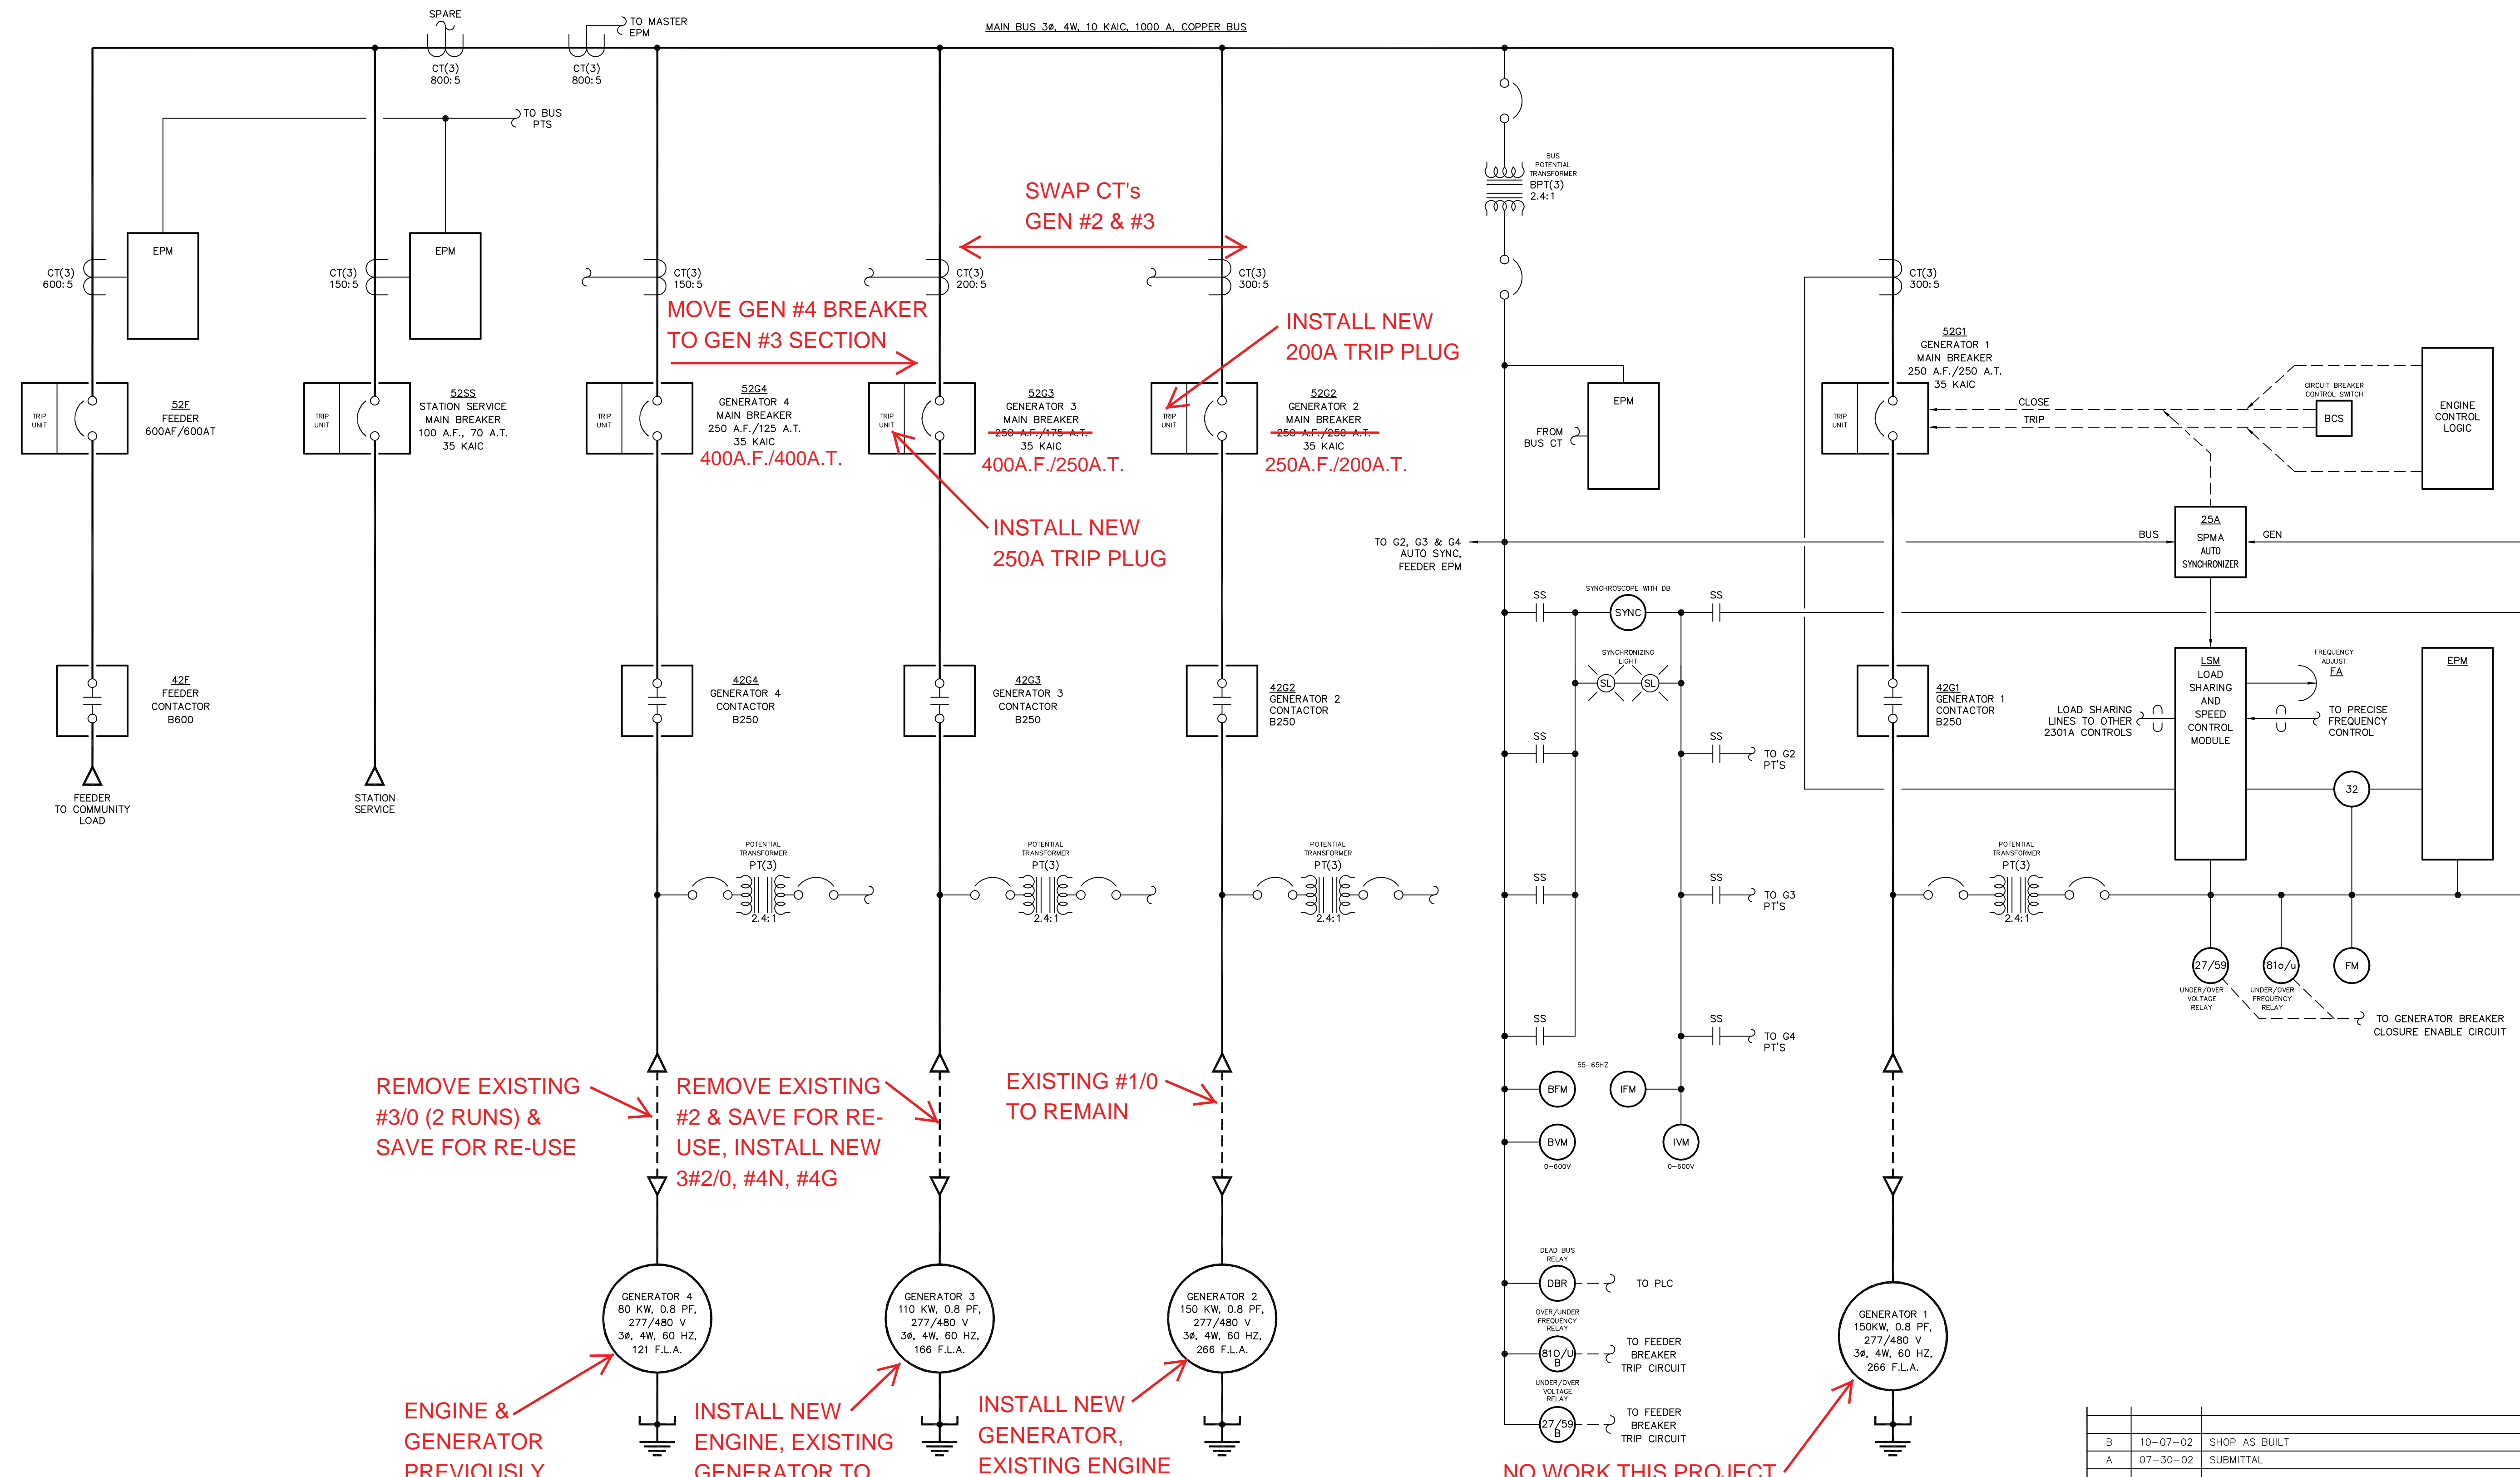 SPARE
TO MASTER
EPM
MAIN BUS 3ø, 4W, 10 KAIC, 1000 A, COPPER BUS
CT(3)
800:5
CT(3)
800:5
TO BUS
PTS
EPM
EPM
CT(3)
600:5
CT(3)
150:5
CT(3)
150:5
CT(3)
200:5
CT(3)
300:5
SWAP CT's
GEN #2 & #3
BUS
POTENTIAL
TRANSFORMER
BPT(3)
2.4:1
CT(3)
300:5
MOVE GEN #4 BREAKER
TO GEN #3 SECTION
INSTALL NEW
200A TRIP PLUG
TRIP
UNIT
52F
FEEDER
600AF/600AT
TRIP
UNIT
52SS
STATION SERVICE
MAIN BREAKER
100 A.F., 70 A.T.
35 KAIC
TRIP
UNIT
52G4
GENERATOR 4
MAIN BREAKER
250 A.F./125 A.T.
35 KAIC
400A.F./400A.T.
TRIP
UNIT
52G3
GENERATOR 3
MAIN BREAKER
250 A.F./175 A.T.
35 KAIC
400A.F./250A.T.
TRIP
UNIT
52G2
GENERATOR 2
MAIN BREAKER
250 A.F./250 A.T.
35 KAIC
250A.F./200A.T.
INSTALL NEW
250A TRIP PLUG
FROM
BUS CT
EPM
52G1
GENERATOR 1
MAIN BREAKER
250 A.F./250 A.T.
35 KAIC
TRIP
UNIT
CLOSE
TRIP
CIRCUIT BREAKER
CONTROL SWITCH
BCS
ENGINE
CONTROL
LOGIC
TO G2, G3 & G4
AUTO SYNC,
FEEDER EPM
BUS
25A
SPMA
AUTO
SYNCHRONIZER
GEN
SS
SYNCHROSCOPE WITH DB
SYNC
SS
SYNCHRONIZING
LIGHT
SL
SL
42F
FEEDER
CONTACTOR
B600
42G4
GENERATOR 4
CONTACTOR
B250
42G3
GENERATOR 3
CONTACTOR
B250
42G2
GENERATOR 2
CONTACTOR
B250
42G1
GENERATOR 1
CONTACTOR
B250
LOAD SHARING
LINES TO OTHER
2301A CONTROLS
LSM
LOAD
SHARING
AND
SPEED
CONTROL
MODULE
FREQUENCY
ADJUST
FA
TO PRECISE
FREQUENCY
CONTROL
EPM
SS
SS
TO G2
PT'S
32
FEEDER
TO COMMUNITY
LOAD
STATION
SERVICE
POTENTIAL
TRANSFORMER
PT(3)
2.4:1
POTENTIAL
TRANSFORMER
PT(3)
2.4:1
POTENTIAL
TRANSFORMER
PT(3)
2.4:1
SS
SS
TO G3
PT'S
POTENTIAL
TRANSFORMER
PT(3)
2.4:1
27/59
UNDER/OVER
VOLTAGE
RELAY
81o/u
UNDER/OVER
FREQUENCY
RELAY
FM
TO GENERATOR BREAKER
CLOSURE ENABLE CIRCUIT
SS
SS
TO G4
PT'S
REMOVE EXISTING
#3/0 (2 RUNS) &
SAVE FOR RE-USE
REMOVE EXISTING
#2 & SAVE FOR RE-
USE, INSTALL NEW
3#2/0, #4N, #4G
EXISTING #1/0
TO REMAIN
55-65HZ
BFM
IFM
BVM
0-600V
IVM
0-600V
GENERATOR 4
80 KW, 0.8 PF,
277/480 V
3ø, 4W, 60 HZ,
121 F.L.A.
GENERATOR 3
110 KW, 0.8 PF,
277/480 V
3ø, 4W, 60 HZ,
166 F.L.A.
GENERATOR 2
150 KW, 0.8 PF,
277/480 V
3ø, 4W, 60 HZ,
266 F.L.A.
DEAD BUS
RELAY
DBR
TO PLC
OVER/UNDER
FREQUENCY
RELAY
81O/U
B
TO FEEDER
BREAKER
TRIP CIRCUIT
UNDER/OVER
VOLTAGE
RELAY
27/59
B
TO FEEDER
BREAKER
TRIP CIRCUIT
GENERATOR 1
150KW, 0.8 PF,
277/480 V
3ø, 4W, 60 HZ,
266 F.L.A.
ENGINE &
GENERATOR
PREVIOUSLY
INSTALL NEW
ENGINE, EXISTING
GENERATOR TO
INSTALL NEW
GENERATOR,
EXISTING ENGINE
NO WORK THIS PROJECT
B 10-07-02 SHOP AS BUILT
A 07-30-02 SUBMITTAL